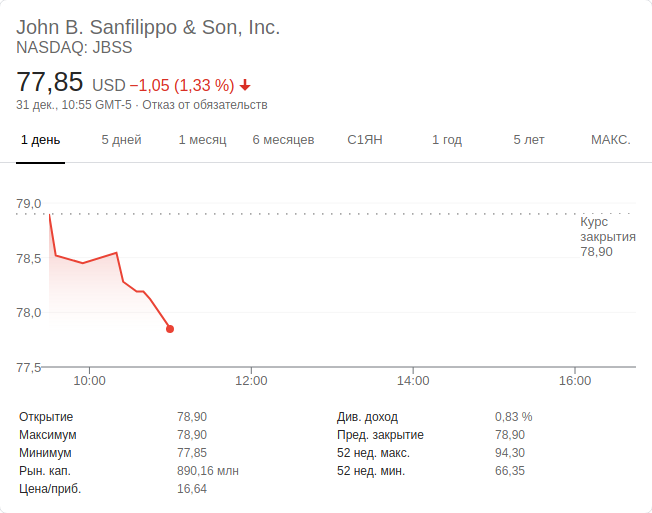 John B. Sanfilippo & Son, Inc.
NASDAQ: JBSS
77,85 USD −1,05 (1,33 %)
31 дек., 10:55 GMT-5 · Отказ от обязательств
1 день 5 дней 1 месяц 6 месяцев С1ЯН 1 год 5 лет МАКС.
79,0
Курс
закрытия
78,90
78,5
78,0
77,5
10:00 12:00 14:00 16:00
Открытие 78,90 Див. доход 0,83 %
Максимум 78,90 Пред. закрытие 78,90
Минимум 77,85 52 нед. макс. 94,30
Рын. кап. 890,16 млн 52 нед. мин. 66,35
Цена/приб. 16,64